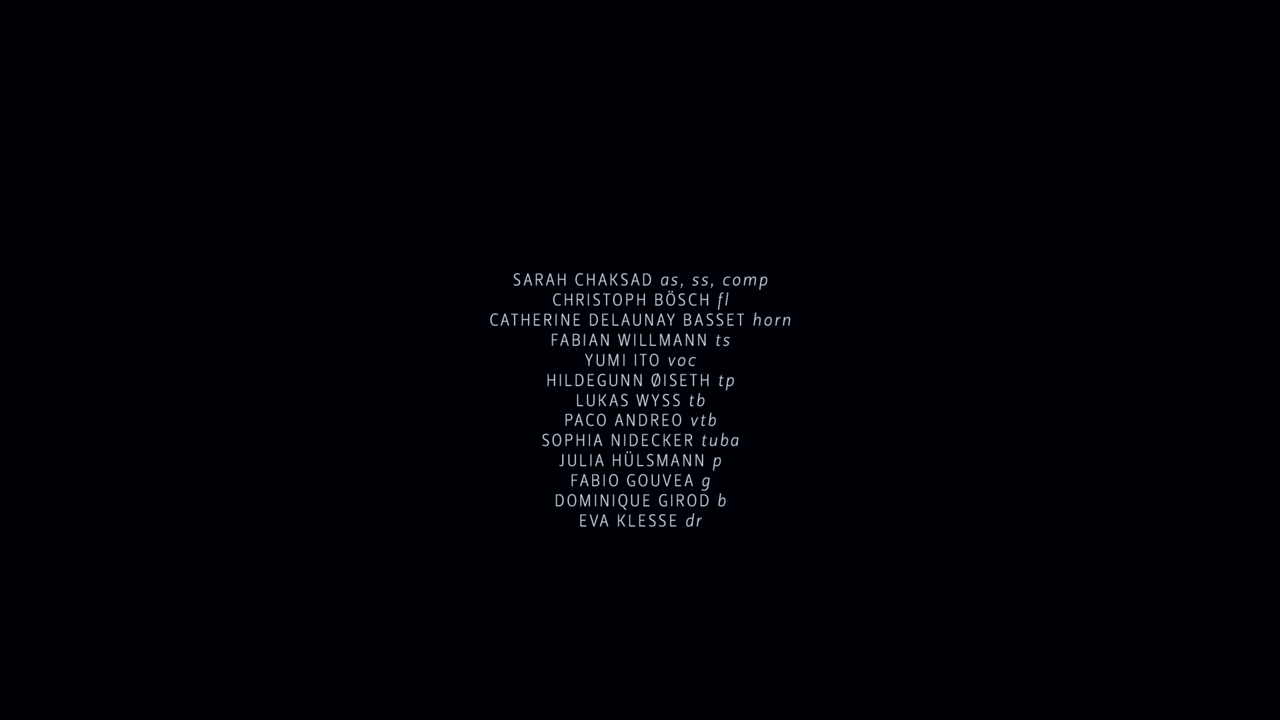 SARAH CHAKSAD as, ss, comp
CHRISTOPH BÖSCH fl
CATHERINE DELAUNAY BASSET horn
FABIAN WILLMANN ts
YUMI ITO voc
HILDEGUNN ØISETH tp
LUKAS WYSS tb
PACO ANDREO vtb
SOPHIA NIDECKER tuba
JULIA HÜLSMANN p
FABIO GOUVEA g
DOMINIQUE GIROD b
EVA KLESSE dr